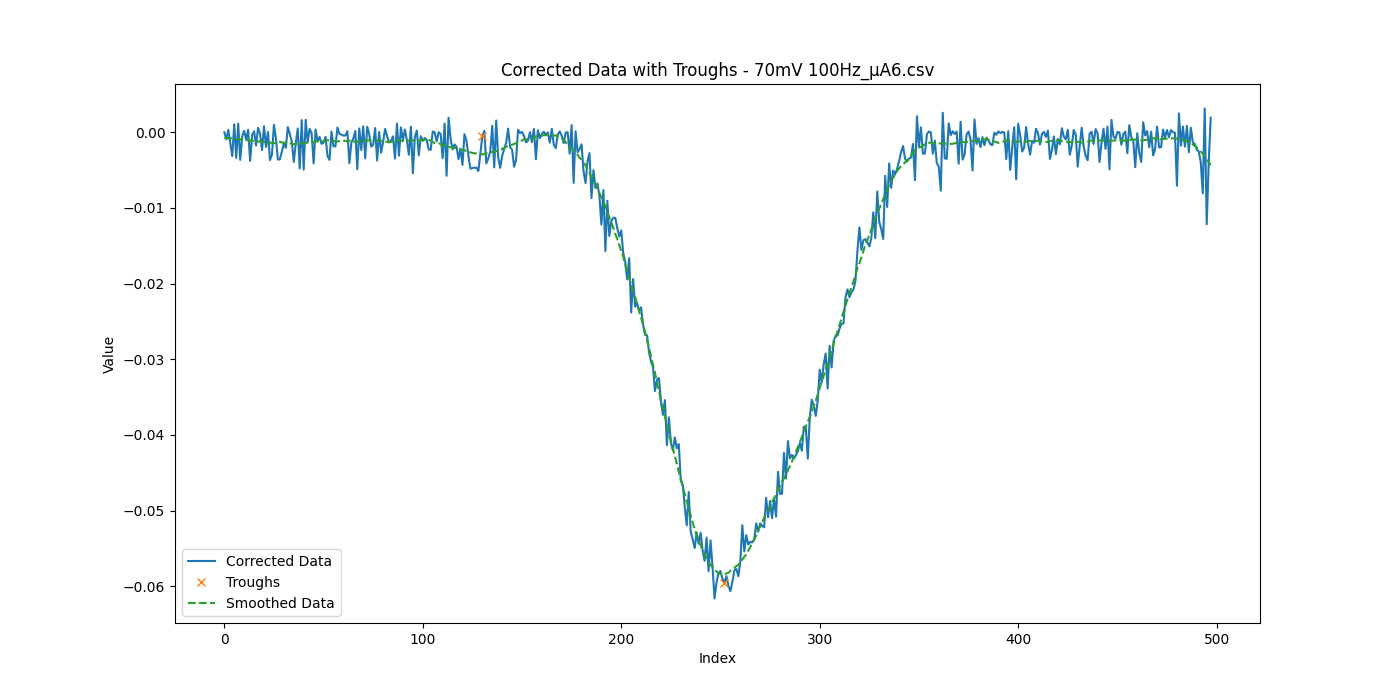 Corrected Data with Troughs - 70mV 100Hz_μA6.csv
Value
0.00
−0.01
−0.02
−0.03
−0.04
−0.05
−0.06
Corrected Data
Troughs
Smoothed Data
0 100 200 300 400 500
Index